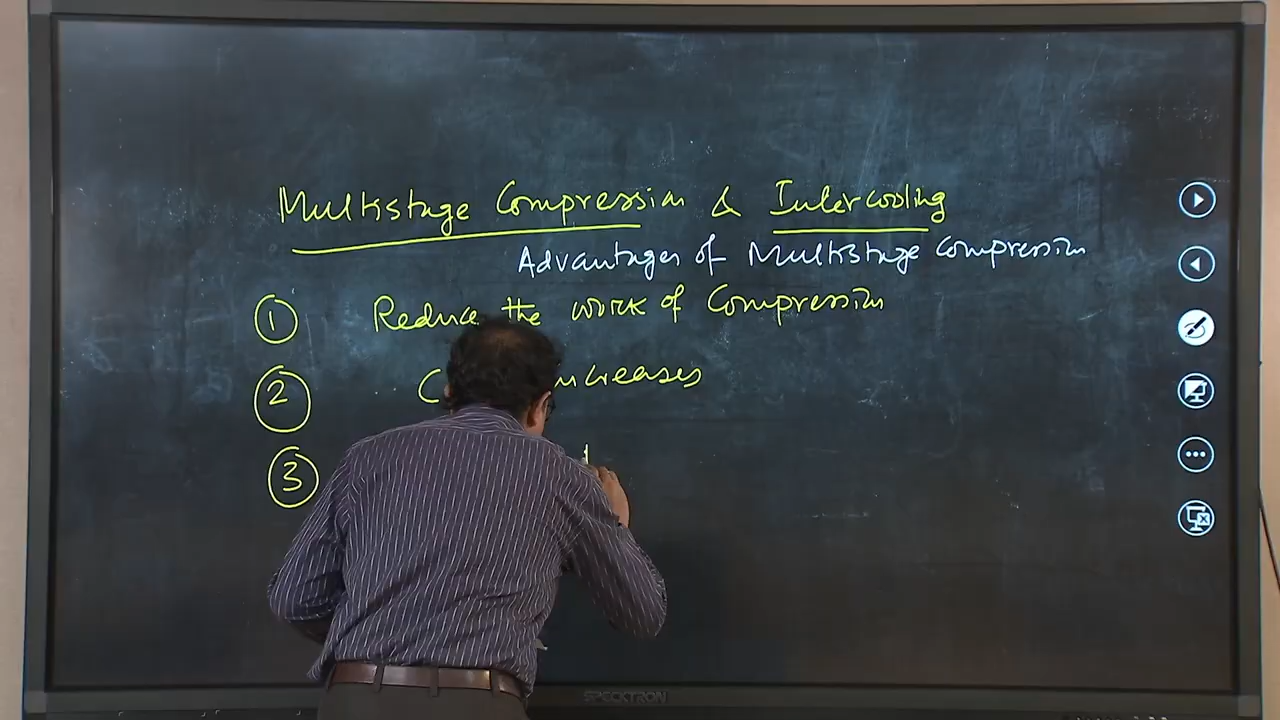 Multistage Compression & Intercooling
Advantages of Multistage Compression
1 Reduce the work of Compression
2 C increases
3
SPECKTRON